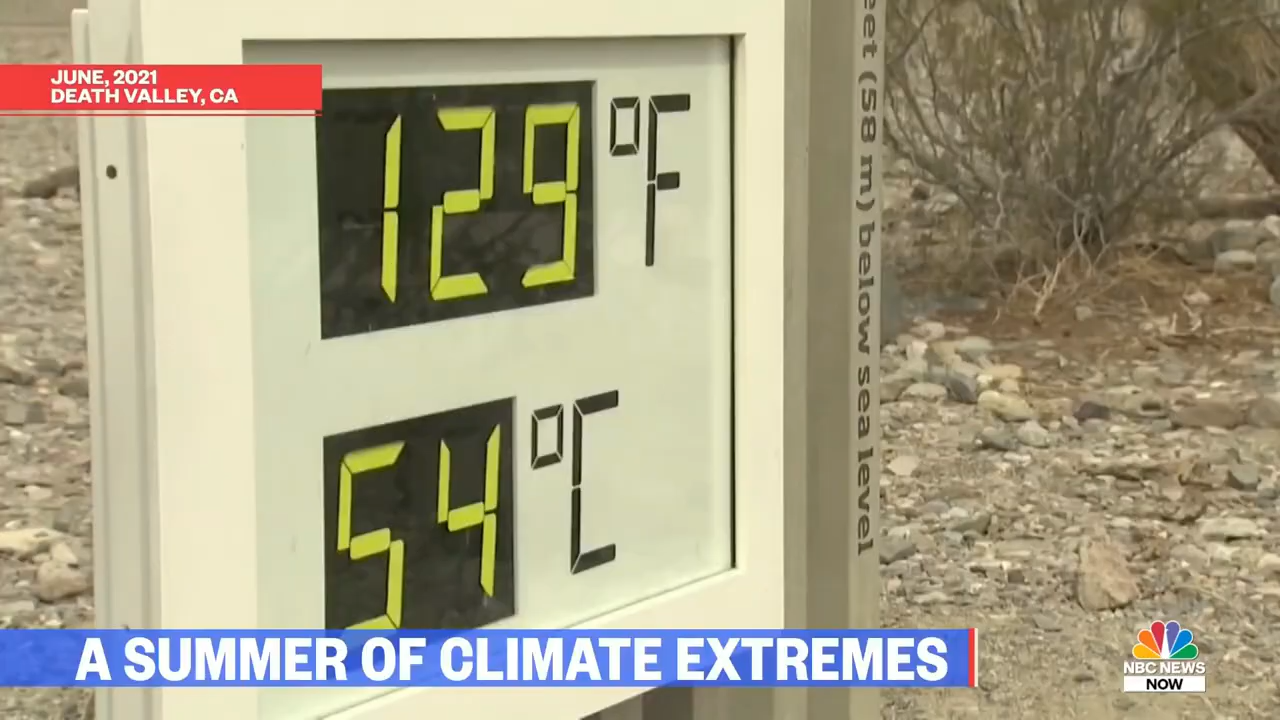 JUNE, 2021
DEATH VALLEY, CA
129 °F
54 °C
(58 m) below sea level
A SUMMER OF CLIMATE EXTREMES
NBC NEWS
NOW